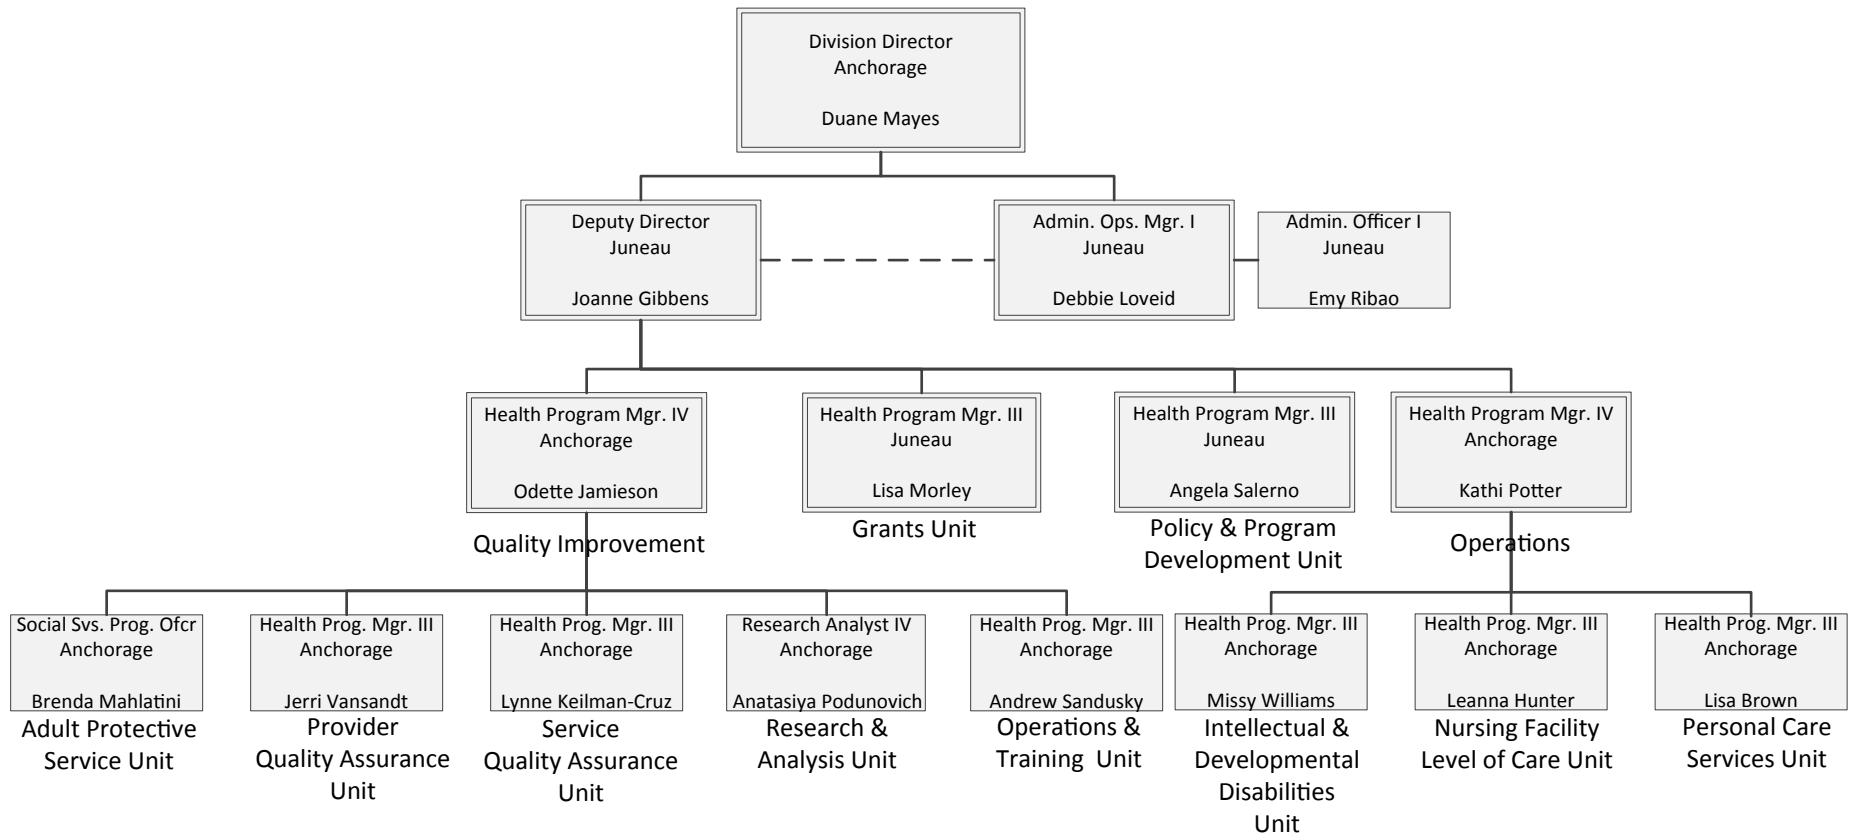 Division Director
Anchorage
Duane Mayes
Deputy Director
Juneau
Joanne Gibbens
Admin. Ops. Mgr. I
Juneau
Debbie Loveid
Admin. Officer I
Juneau
Emy Ribao
Health Program Mgr. IV
Anchorage
Odette Jamieson
Quality Improvement
Health Program Mgr. III
Juneau
Lisa Morley
Grants Unit
Health Program Mgr. III
Juneau
Angela Salerno
Policy & Program
Development Unit
Health Program Mgr. IV
Anchorage
Kathi Potter
Operations
Social Svs. Prog. Ofcr
Anchorage
Brenda Mahlatini
Adult Protective
Service Unit
Health Prog. Mgr. III
Anchorage
Jerri Vansandt
Provider
Quality Assurance
Unit
Health Prog. Mgr. III
Anchorage
Lynne Keilman-Cruz
Service
Quality Assurance
Unit
Research Analyst IV
Anchorage
Anatasiya Podunovich
Research &
Analysis Unit
Health Prog. Mgr. III
Anchorage
Andrew Sandusky
Operations &
Training Unit
Health Prog. Mgr. III
Anchorage
Missy Williams
Intellectual &
Developmental
Disabilities
Unit
Health Prog. Mgr. III
Anchorage
Leanna Hunter
Nursing Facility
Level of Care Unit
Health Prog. Mgr. III
Anchorage
Lisa Brown
Personal Care
Services Unit